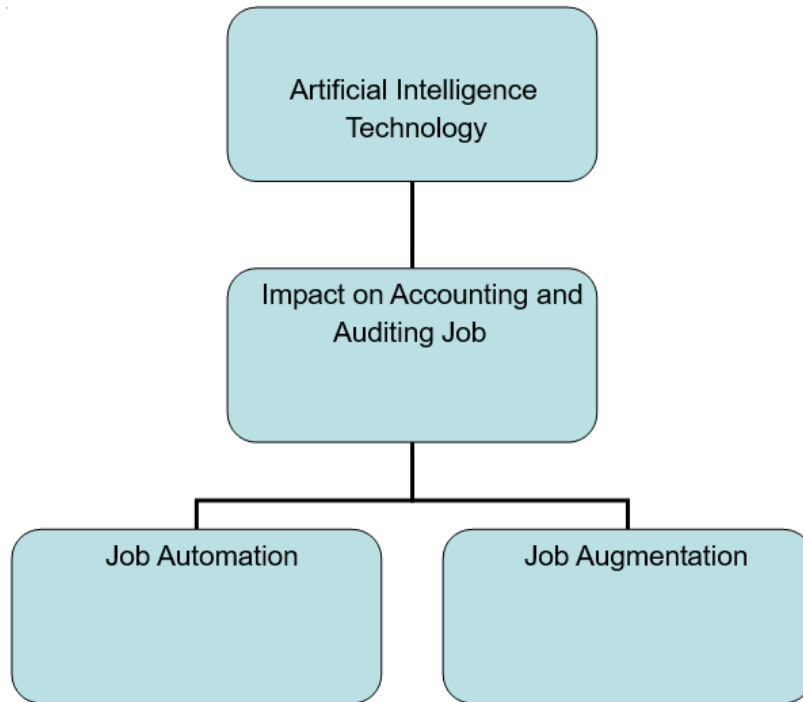 Artificial Intelligence
Technology
Impact on Accounting and
Auditing Job
Job Automation
Job Augmentation